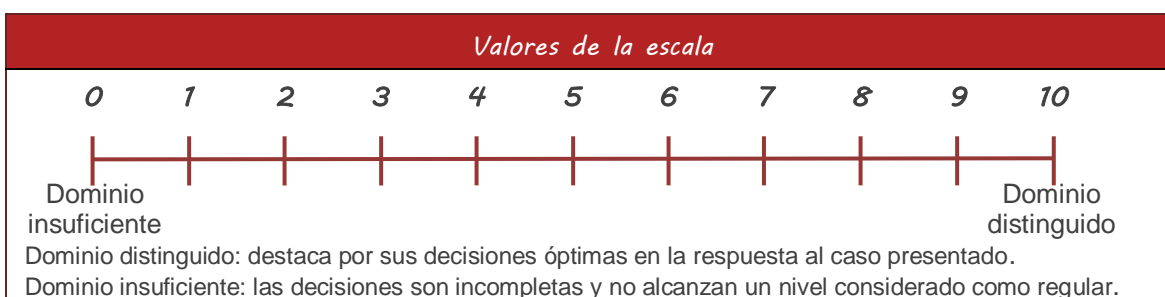 Valores de la escala
0 1 2 3 4 5 6 7 8 9 10
Dominio insuficiente
Dominio distinguido
Dominio distinguido: destaca por sus decisiones óptimas en la respuesta al caso presentado.
Dominio insuficiente: las decisiones son incompletas y no alcanzan un nivel considerado como regular.